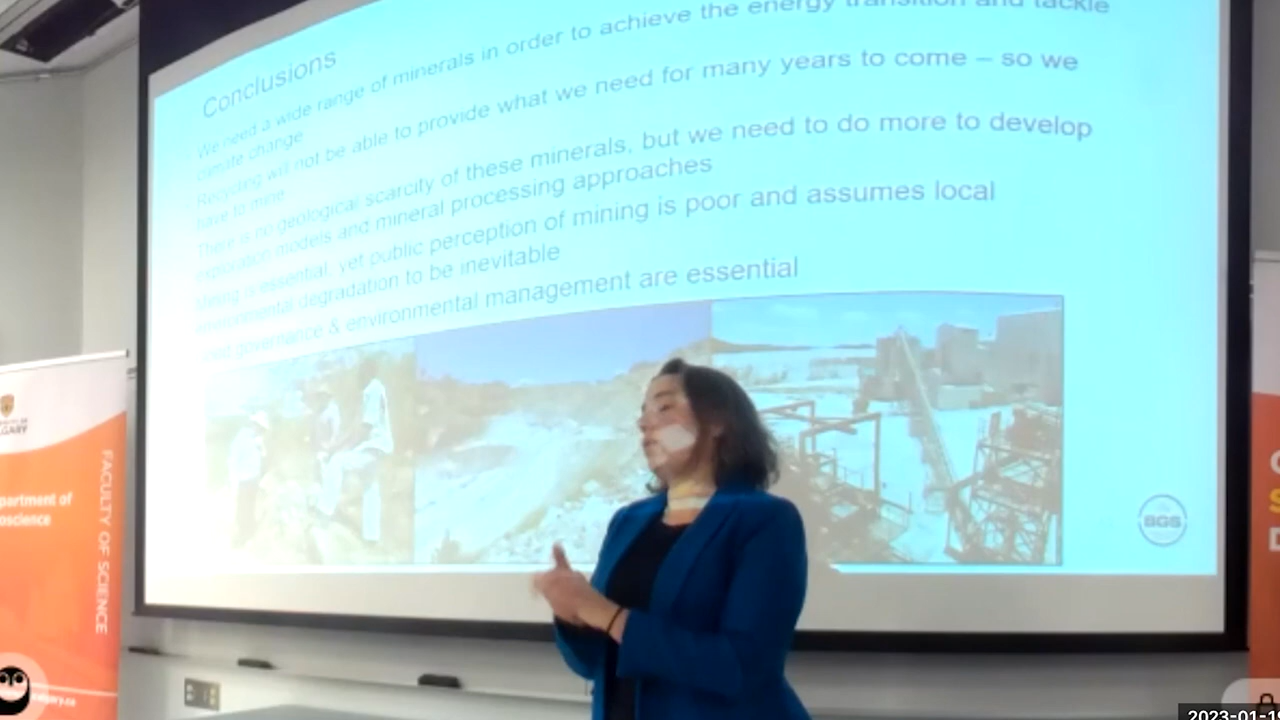 Conclusions
We need a wide range of minerals in order to achieve the energy transition and tackle
climate change
Recycling will not be able to provide what we need for many years to come – so we
have to mine
There is no geological scarcity of these minerals, but we need to do more to develop
exploration models and mineral processing approaches
Mining is essential, yet public perception of mining is poor and assumes local
environmental degradation to be inevitable
governance & environmental management are essential
BGS
FACULTY OF SCIENCE
partment of
oscience
2023-01-19